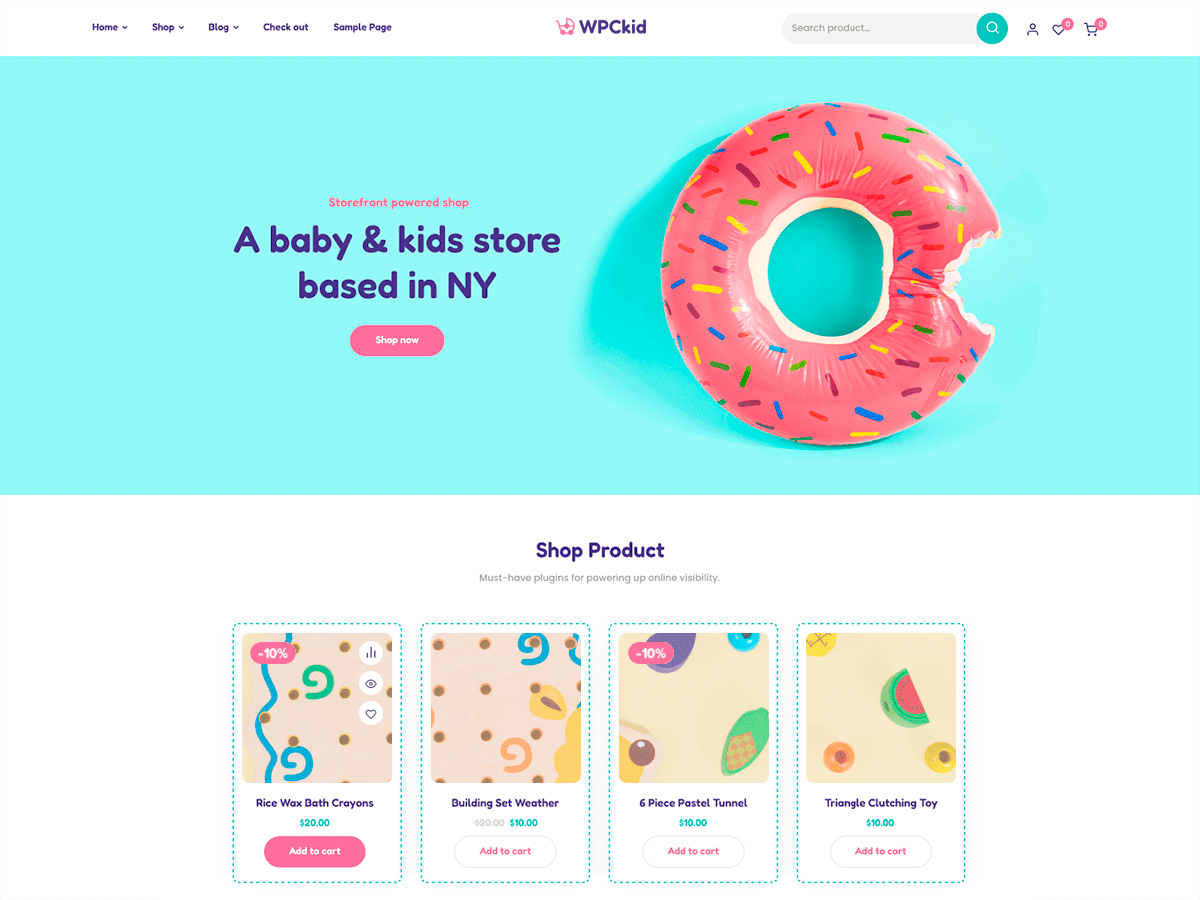 Home Shop Blog Check out Sample Page
WPCkid
Search product...
0
0
Storefront powered shop
A baby & kids store
based in NY
Shop now
Shop Product
Must-have plugins for powering up online visibility.
-10%
-10%
Rice Wax Bath Crayons
$20.00
Add to cart
Building Set Weather
$20.00 $10.00
Add to cart
6 Piece Pastel Tunnel
$10.00
Add to cart
Triangle Clutching Toy
$10.00
Add to cart